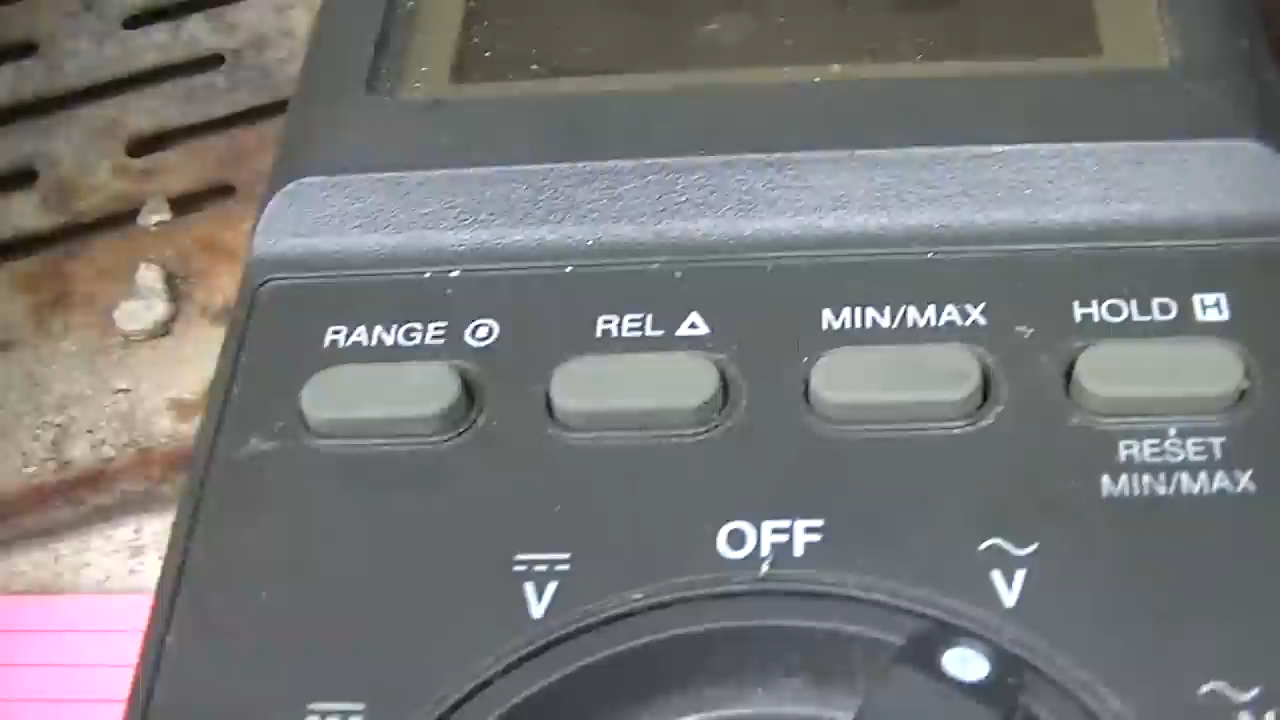 RANGE
REL △
MIN/MAX
HOLD H
RESET
MIN/MAX
OFF
V
V